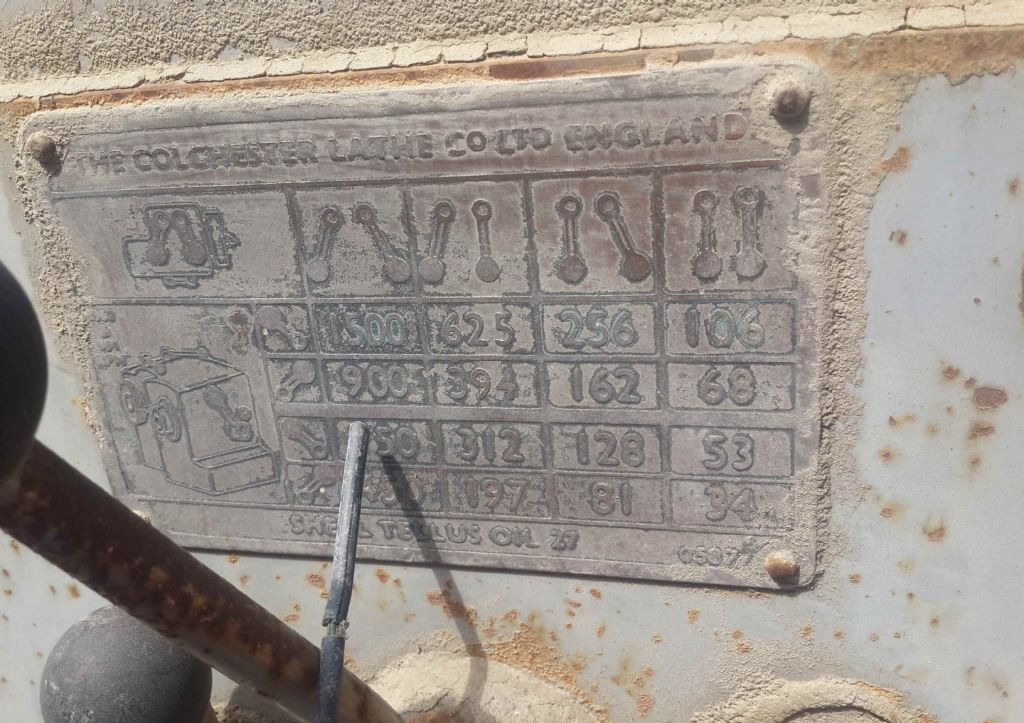 THE COLCHESTER LATHE CO LTD ENGLAND
1500 625 256 106
900 394 162 68
312 128 53
197 81 34
SHELL TELLUS OIL 27